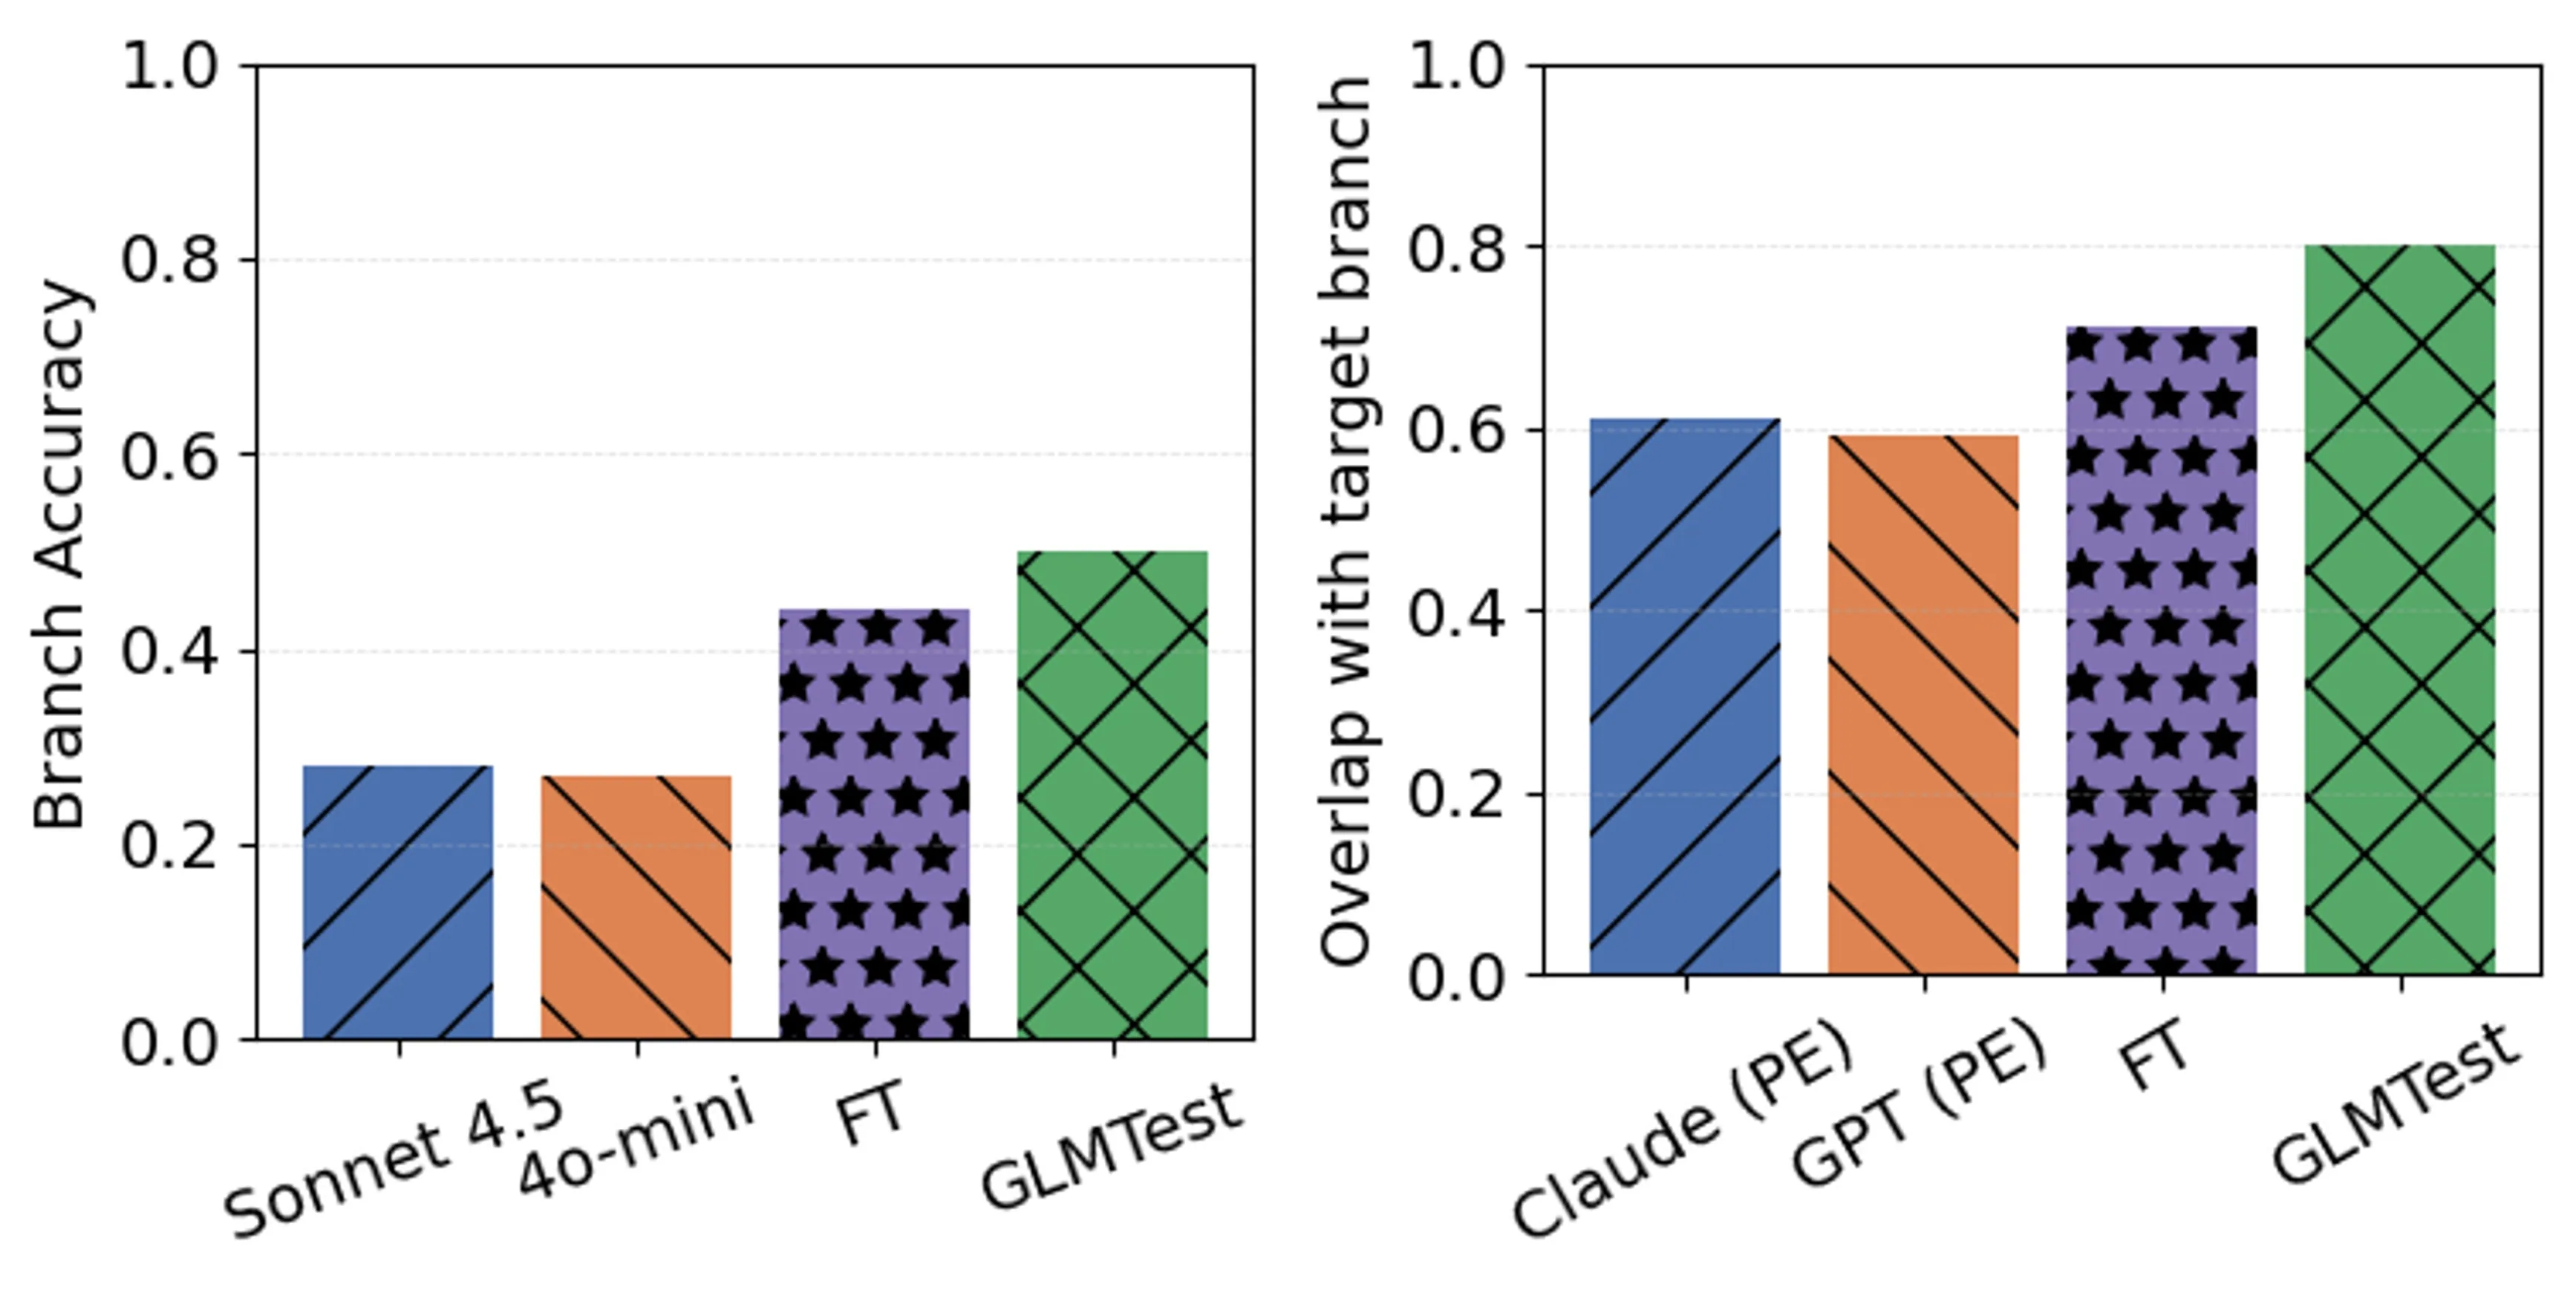 Branch Accuracy
1.0
0.8
0.6
0.4
0.2
0.0
Sonnet 4.5
4o-mini
FT
GLMTest
Overlap with target branch
1.0
0.8
0.6
0.4
0.2
0.0
Claude (PE)
GPT (PE)
FT
GLMTest